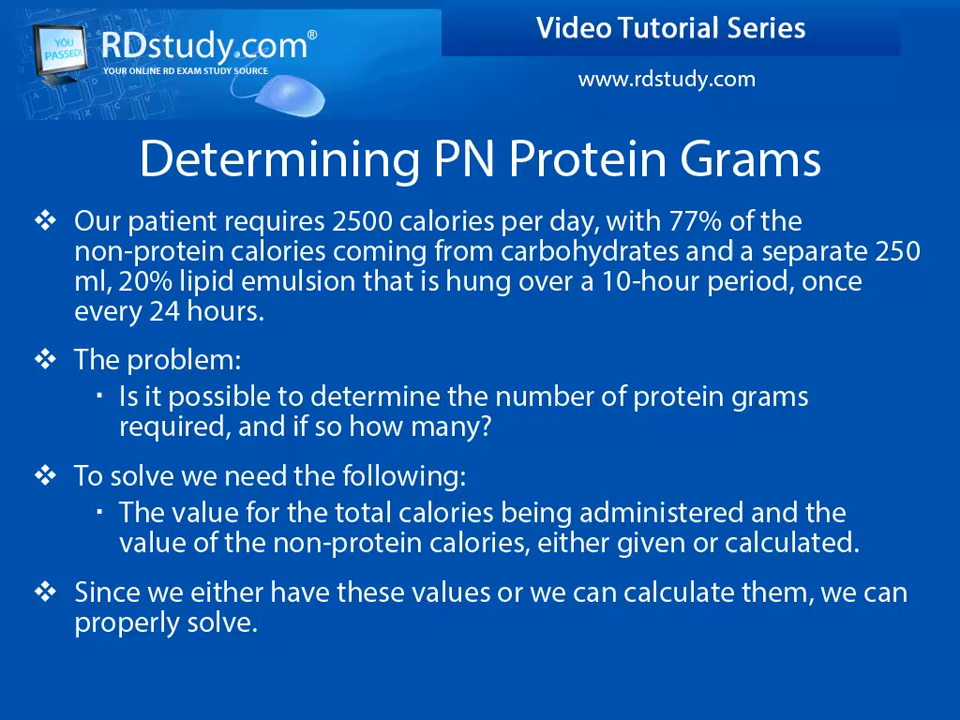 YOU
PASSED!
RDstudy.com®
YOUR ONLINE RD EXAM STUDY SOURCE
Video Tutorial Series
www.rdstudy.com
Determining PN Protein Grams
❖ Our patient requires 2500 calories per day, with 77% of the
non-protein calories coming from carbohydrates and a separate 250
ml, 20% lipid emulsion that is hung over a 10-hour period, once
every 24 hours.
❖ The problem:
▪ Is it possible to determine the number of protein grams
required, and if so how many?
❖ To solve we need the following:
▪ The value for the total calories being administered and the
value of the non-protein calories, either given or calculated.
❖ Since we either have these values or we can calculate them, we can
properly solve.